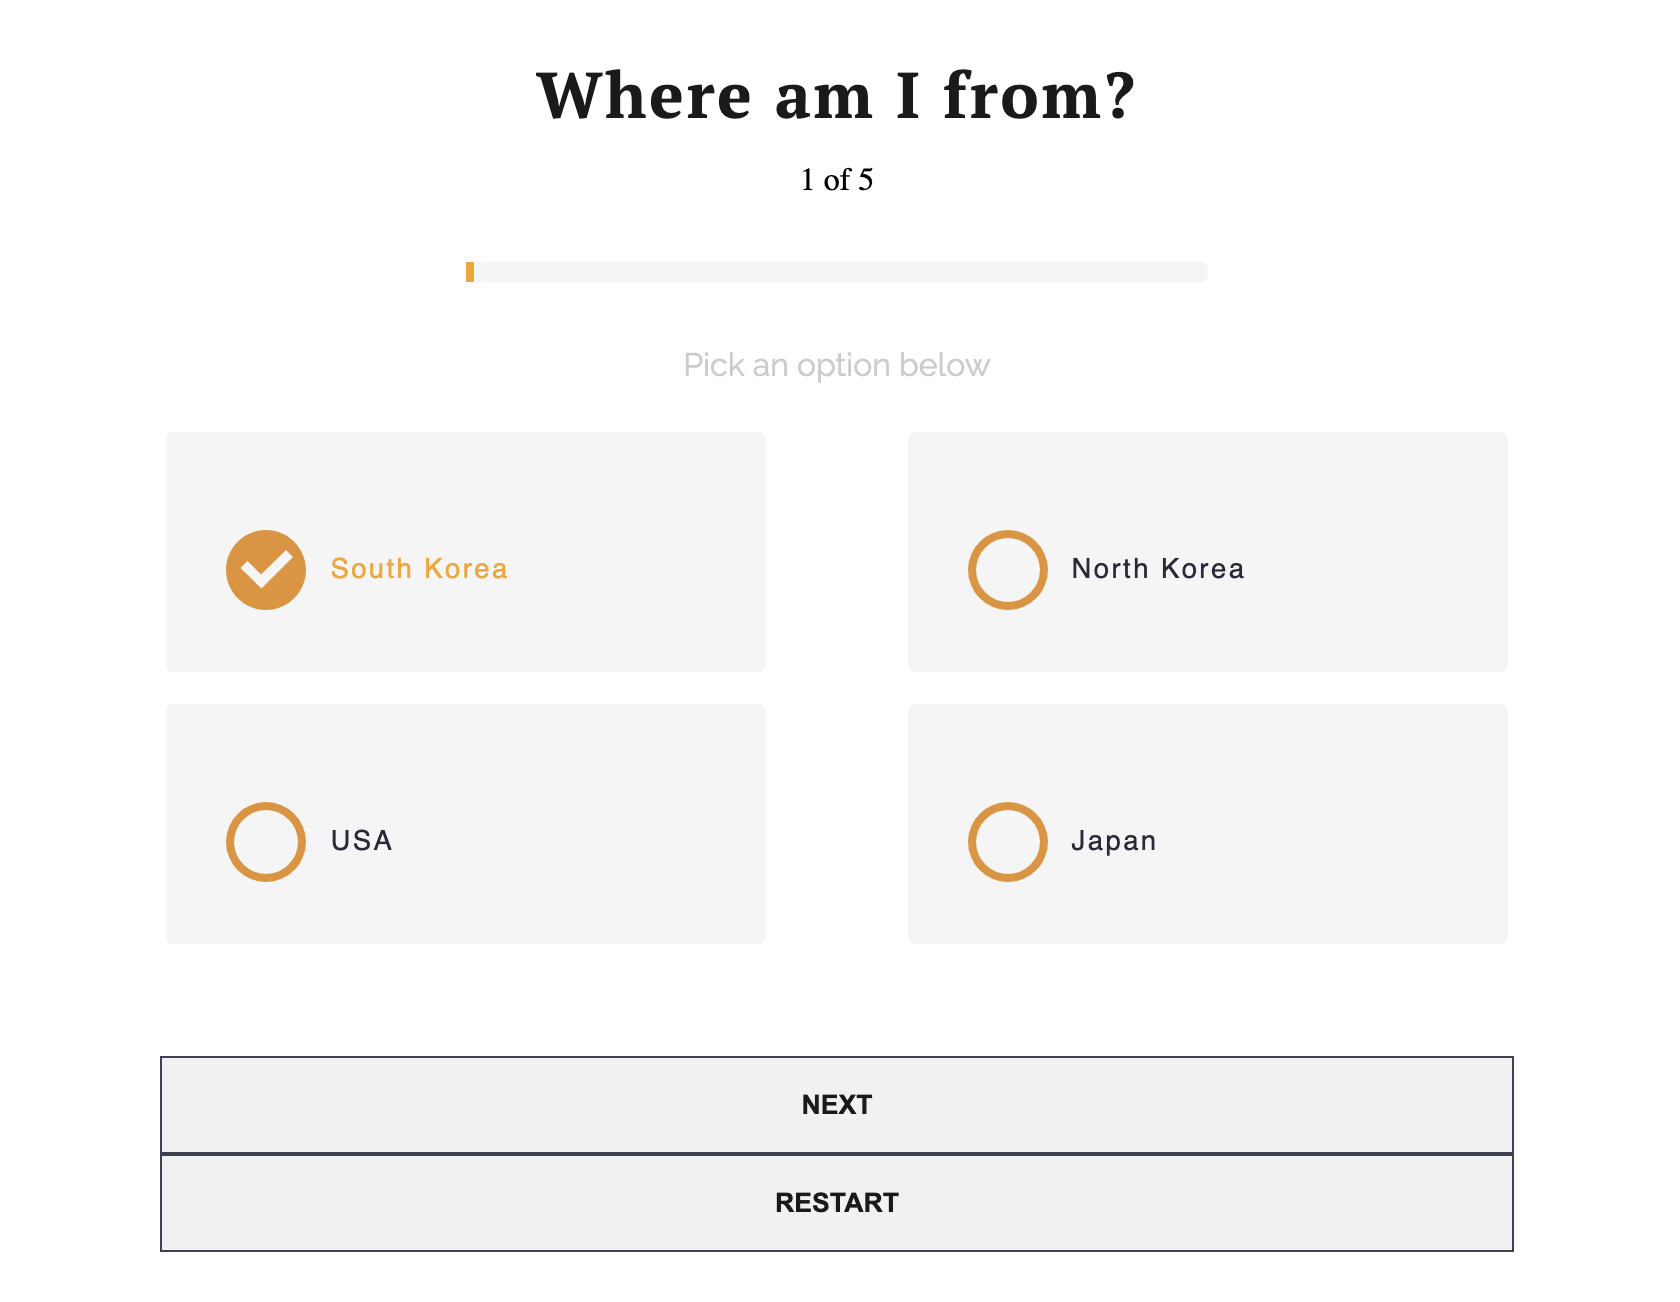 Where am I from?
1 of 5
Pick an option below
South Korea
North Korea
USA
Japan
NEXT
RESTART